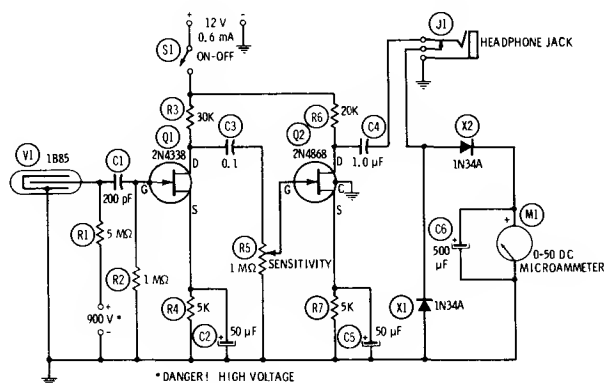 + 12 V -
0.6 mA
S1
ON-OFF
J1
HEADPHONE JACK
R3
30K
R6
20K
Q1
2N4338
C3
0.1
Q2
2N4868
C4
1.0 µF
X2
1N34A
V1
1B85
C1
200 pF
D
G
S
D
G
C
S
R1
5 MΩ
R2
1 MΩ
R5
1 MΩ
SENSITIVITY
C6
500
µF
+
+
M1
0-50 DC
MICROAMMETER
+
900 V *
-
R4
5K
C2
+
50 µF
R7
5K
C5
+
50 µF
X1
1N34A
* DANGER! HIGH VOLTAGE